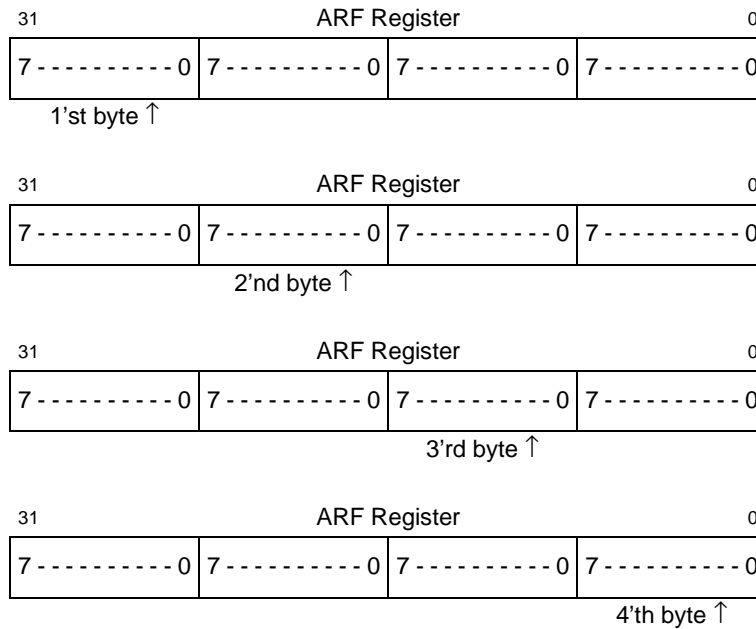 31 ARF Register 0
7 - - - - - - - - - - 0 7 - - - - - - - - - - 0 7 - - - - - - - - - - 0 7 - - - - - - - - - - 0
1’st byte ↑
31 ARF Register 0
7 - - - - - - - - - - 0 7 - - - - - - - - - - 0 7 - - - - - - - - - - 0 7 - - - - - - - - - - 0
2’nd byte ↑
31 ARF Register 0
7 - - - - - - - - - - 0 7 - - - - - - - - - - 0 7 - - - - - - - - - - 0 7 - - - - - - - - - - 0
3’rd byte ↑
31 ARF Register 0
7 - - - - - - - - - - 0 7 - - - - - - - - - - 0 7 - - - - - - - - - - 0 7 - - - - - - - - - - 0
4’th byte ↑